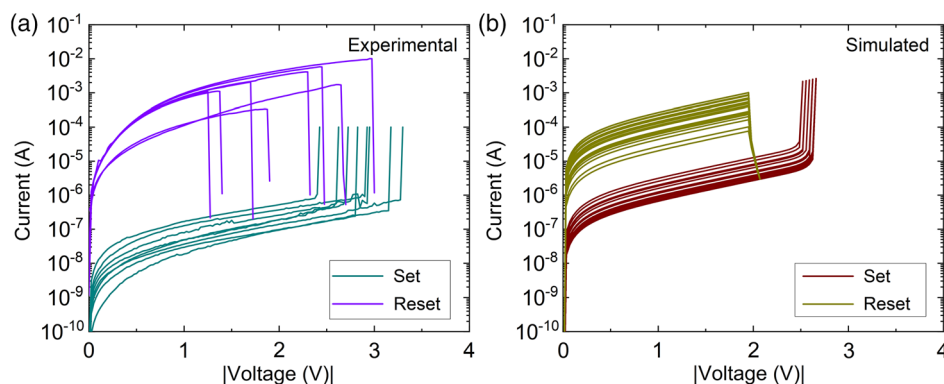 (a)
Experimental
10⁻¹
10⁻²
10⁻³
10⁻⁴
10⁻⁵
10⁻⁶
10⁻⁷
10⁻⁸
10⁻⁹
10⁻¹⁰
Current (A)
Set
Reset
0 1 2 3 4
|Voltage (V)|
(b)
Simulated
10⁻¹
10⁻²
10⁻³
10⁻⁴
10⁻⁵
10⁻⁶
10⁻⁷
10⁻⁸
10⁻⁹
10⁻¹⁰
Current (A)
Set
Reset
0 1 2 3 4
|Voltage (V)|